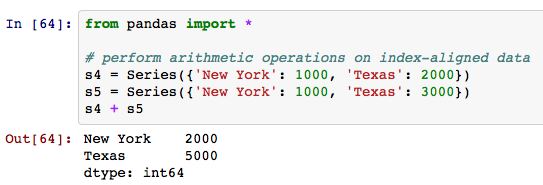 In [64]: from pandas import *
# perform arithmetic operations on index-aligned data
s4 = Series({'New York': 1000, 'Texas': 2000})
s5 = Series({'New York': 1000, 'Texas': 3000})
s4 + s5
Out[64]: New York    2000
Texas       5000
dtype: int64